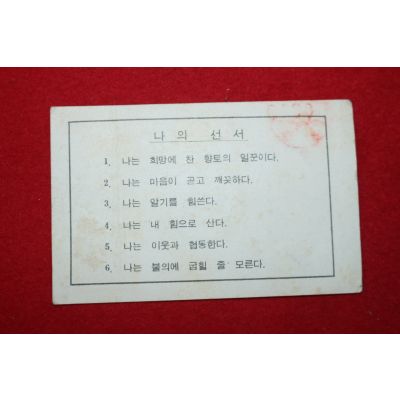 나 의 선 서
1. 나는 희망에 찬 향토의 일꾼이다.
2. 나는 마음이 곧고 깨끗하다.
3. 나는 알기를 힘쓴다.
4. 나는 내 힘으로 산다.
5. 나는 이웃과 협동한다.
6. 나는 불의에 굽힐 줄 모른다.